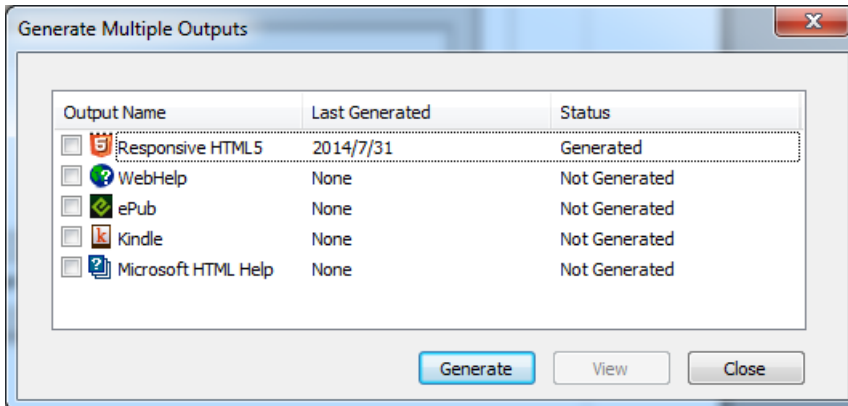 Generate Multiple Outputs
Output Name Last Generated Status
Responsive HTML5 2014/7/31 Generated
WebHelp None Not Generated
ePub None Not Generated
Kindle None Not Generated
Microsoft HTML Help None Not Generated
Generate View Close